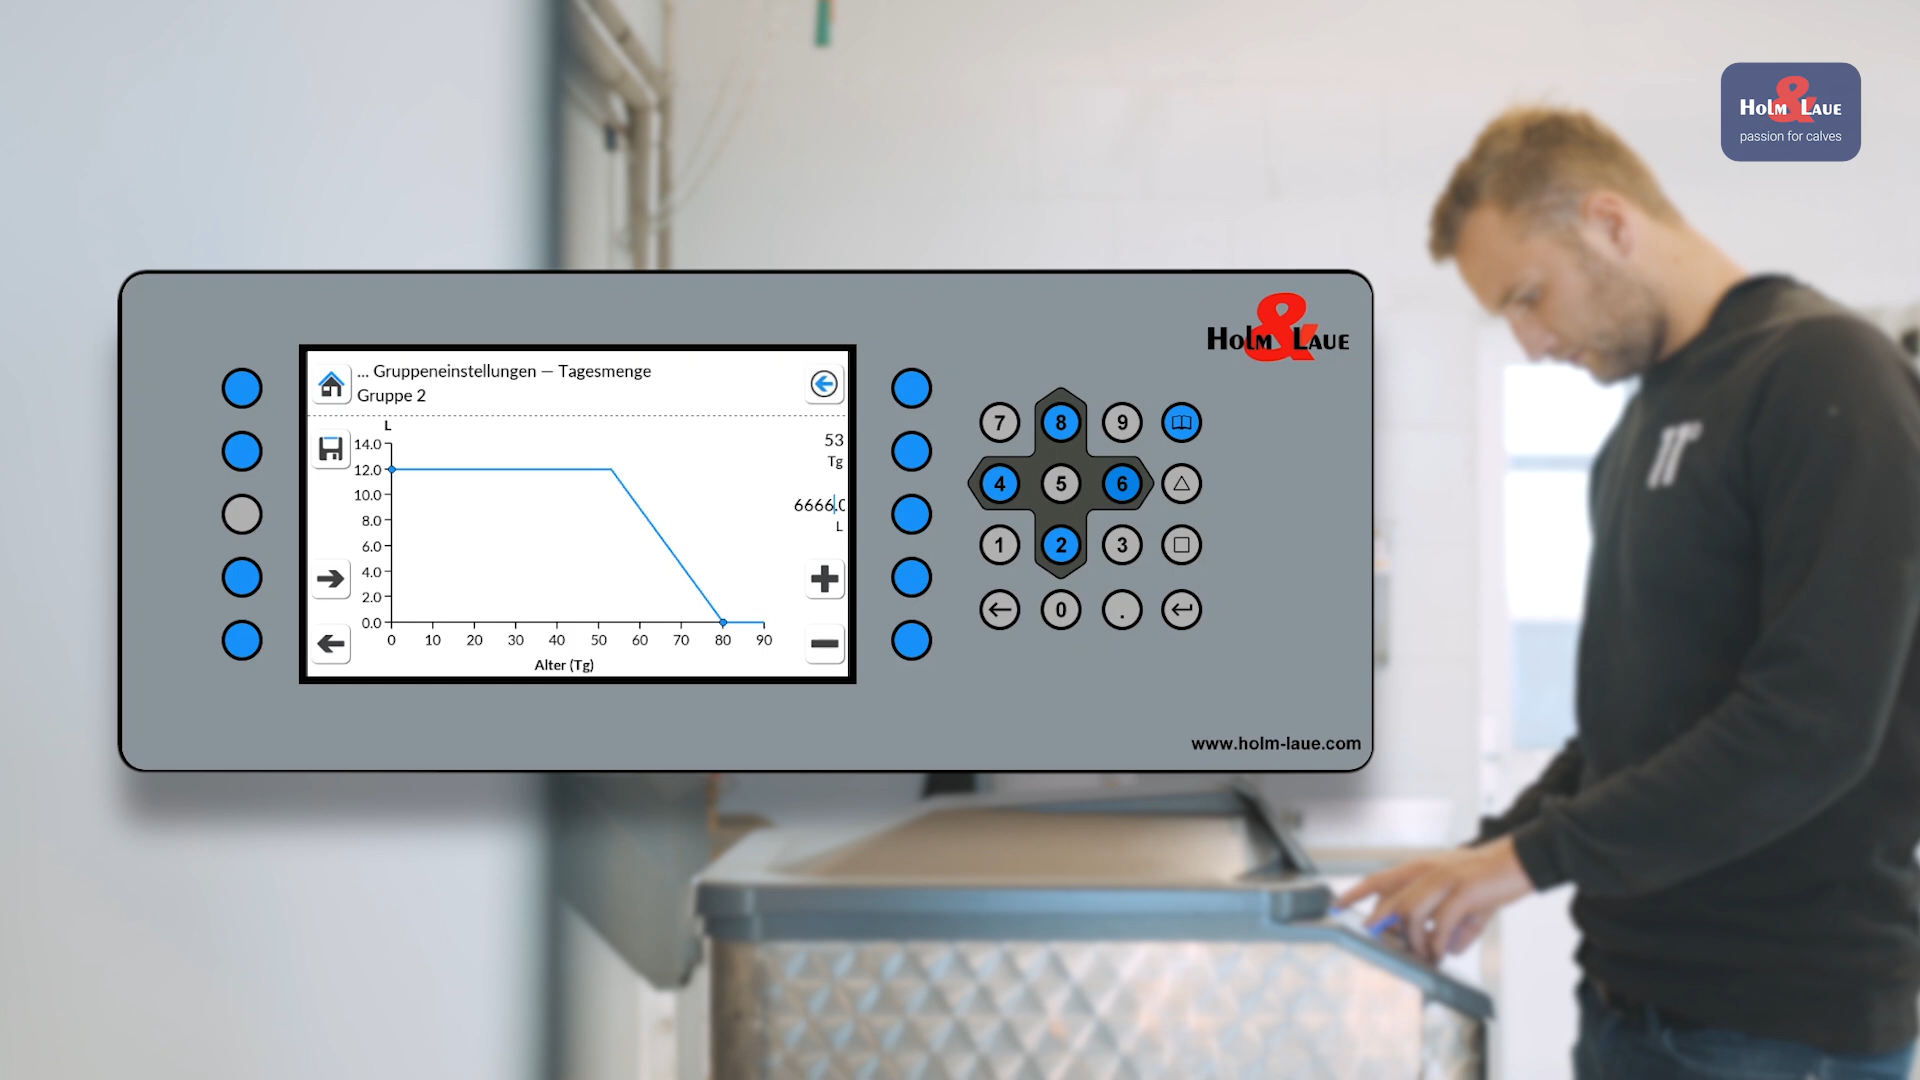 Holm & Laue
passion for calves
Holm & Laue
... Gruppeneinstellungen — Tagesmenge
Gruppe 2
L
14.0
12.0
10.0
8.0
6.0
4.0
2.0
0.0
0 10 20 30 40 50 60 70 80 90
Alter (Tg)
53
Tg
6666.0
L
7 8 9
4 5 6
1 2 3
0 .
www.holm-laue.com